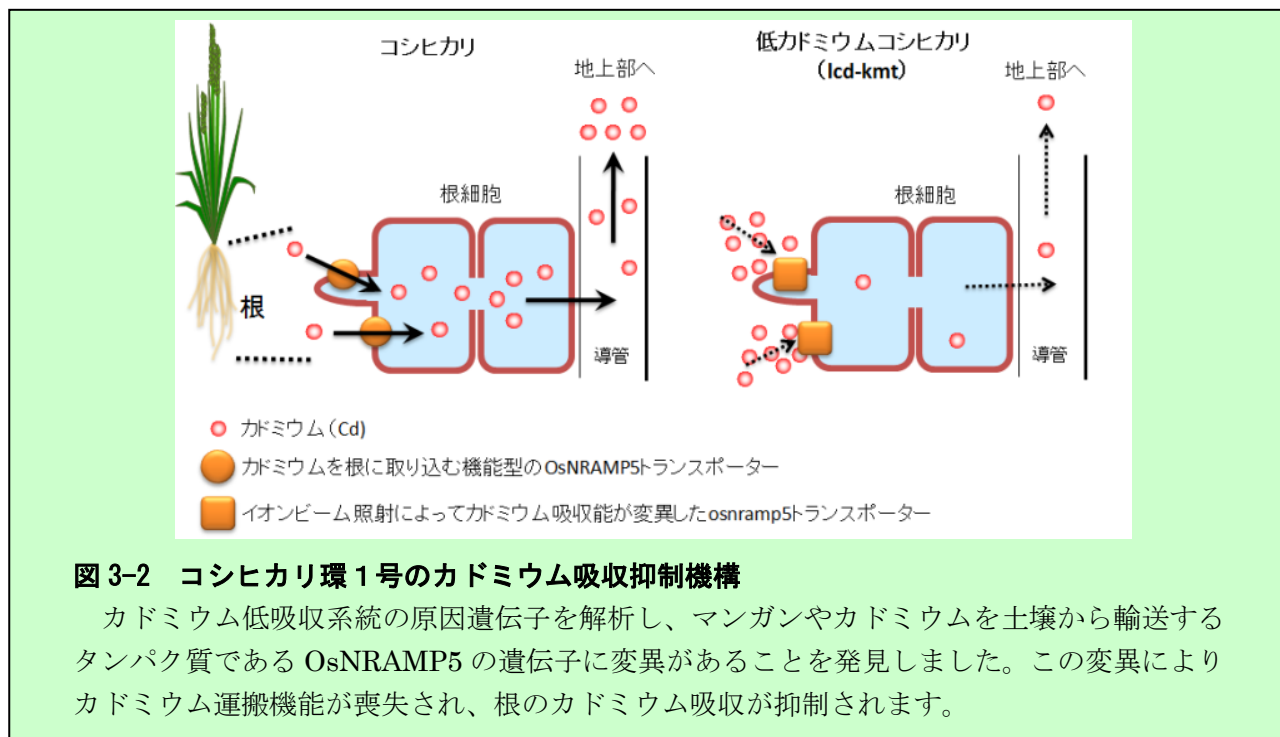 コシヒカリ
地上部へ
根細胞
根
導管
低カドミウムコシヒカリ
（lcd-kmt）
地上部へ
根細胞
導管
カドミウム（Cd)
カドミウムを根に取り込む機能型のOsNRAMP5トランスポーター
イオンビーム照射によってカドミウム吸収能が変異したosnramp5トランスポーター
図 3-2　コシヒカリ環１号のカドミウム吸収抑制機構
カドミウム低吸収系統の原因遺伝子を解析し、マンガンやカドミウムを土壌から輸送する
タンパク質である OsNRAMP5 の遺伝子に変異があることを発見しました。この変異により
カドミウム運搬機能が喪失され、根のカドミウム吸収が抑制されます。